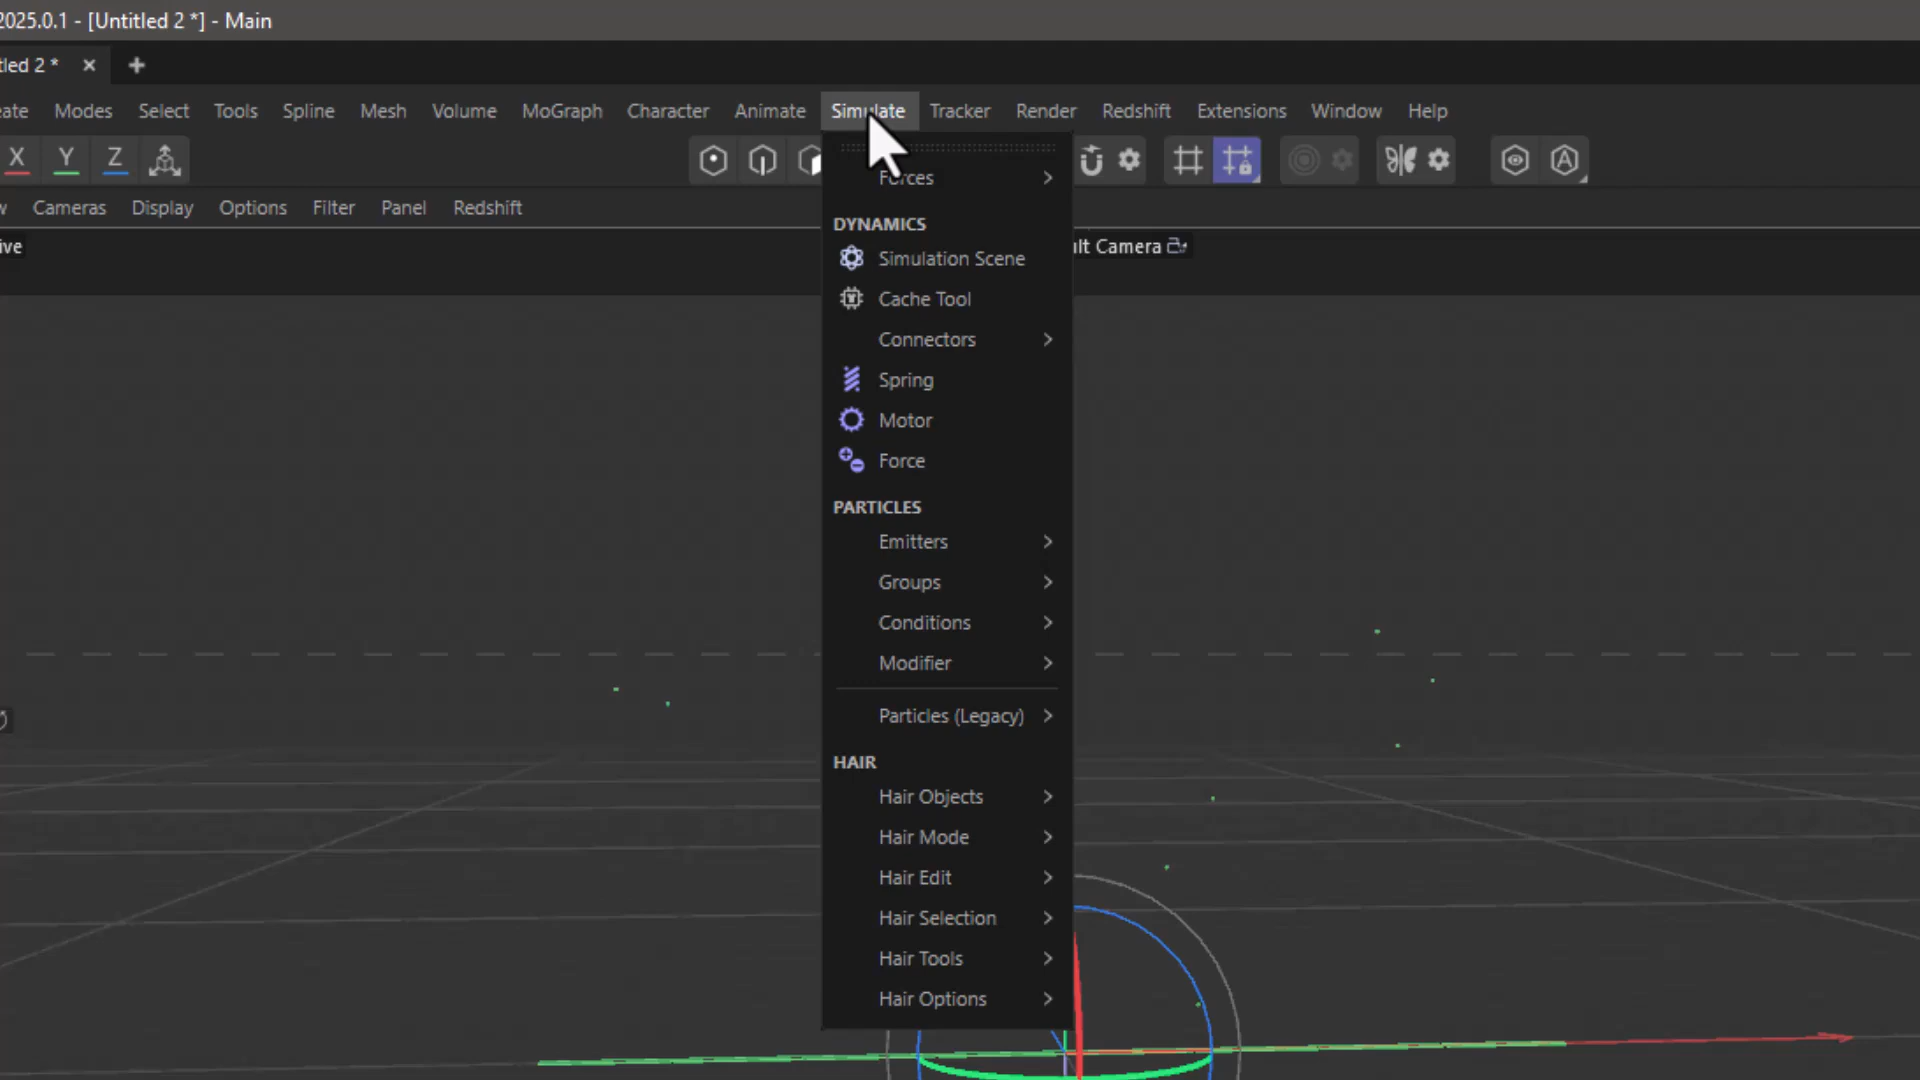 2025.0.1 - [Untitled 2 *] - Main
tled 2 *
eate Modes Select Tools Spline Mesh Volume MoGraph Character Animate Simulate Tracker Render Redshift Extensions Window Help
X Y Z
w Cameras Display Options Filter Panel Redshift
ive
ult Camera
Forces
DYNAMICS
Simulation Scene
Cache Tool
Connectors
Spring
Motor
Force
PARTICLES
Emitters
Groups
Conditions
Modifier
Particles (Legacy)
HAIR
Hair Objects
Hair Mode
Hair Edit
Hair Selection
Hair Tools
Hair Options